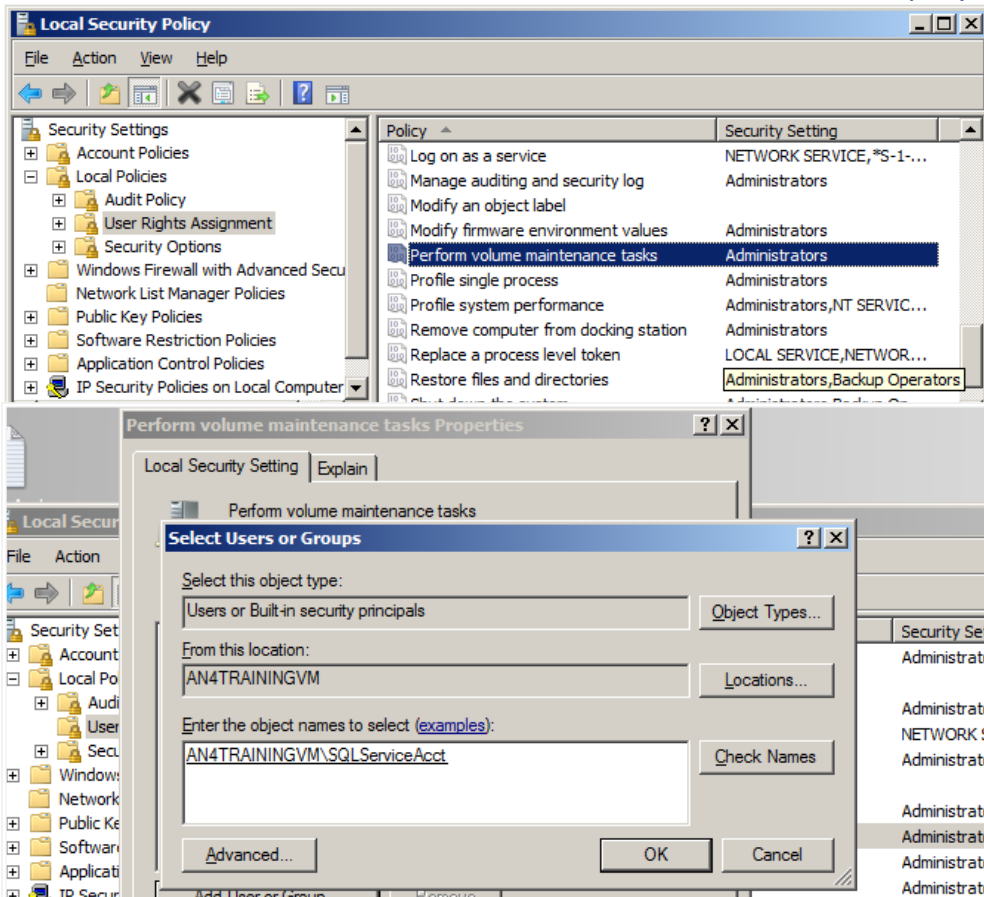 Local Security Policy
File Action View Help
Security Settings
Account Policies
Local Policies
Audit Policy
User Rights Assignment
Security Options
Windows Firewall with Advanced Secu
Network List Manager Policies
Public Key Policies
Software Restriction Policies
Application Control Policies
IP Security Policies on Local Computer
Policy Security Setting
Log on as a service NETWORK SERVICE,*S-1-...
Manage auditing and security log Administrators
Modify an object label
Modify firmware environment values Administrators
Perform volume maintenance tasks Administrators
Profile single process Administrators
Profile system performance Administrators,NT SERVIC...
Remove computer from docking station Administrators
Replace a process level token LOCAL SERVICE,NETWOR...
Restore files and directories Administrators,Backup Operators
Perform volume maintenance tasks Properties
Local Security Setting Explain
Perform volume maintenance tasks
Local Secur
File Action
Security Set
Account
Local Po
Audi
User
Secu
Windows
Network
Public Ke
Softwar
Applicati
IP Secur
Select Users or Groups
Select this object type:
Users or Built-in security principals
Object Types...
From this location:
AN4TRAININGVM
Locations...
Enter the object names to select (examples):
AN4TRAININGVM\SQLServiceAcct
Check Names
Advanced...
OK
Cancel
Security Se
Administrat
Administrat
NETWORK S
Administrat
Administrat
Administrat
Administrat
Administrat